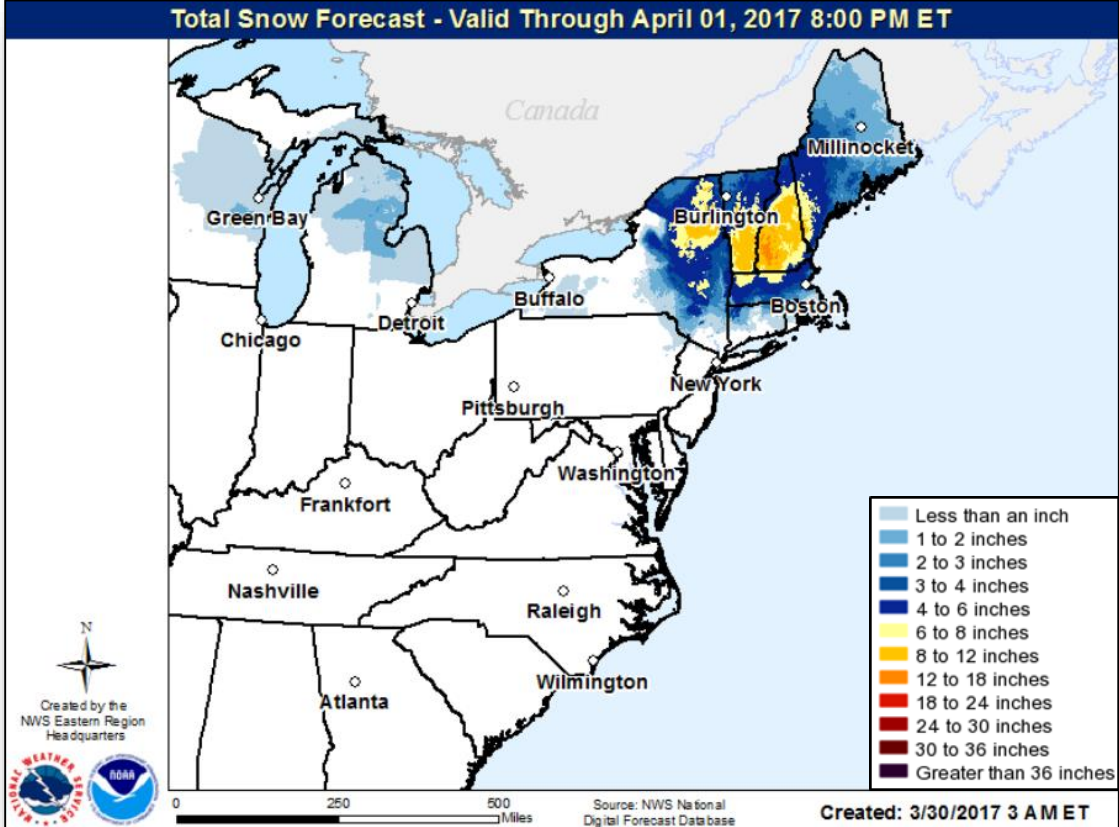 Total Snow Forecast - Valid Through April 01, 2017 8:00 PM ET
Canada
Millinocket
Green Bay
Burlington
Buffalo
Boston
Detroit
Chicago
New York
Pittsburgh
Washington
Frankfort
Nashville
Raleigh
Wilmington
Atlanta
Less than an inch
1 to 2 inches
2 to 3 inches
3 to 4 inches
4 to 6 inches
6 to 8 inches
8 to 12 inches
12 to 18 inches
18 to 24 inches
24 to 30 inches
30 to 36 inches
Greater than 36 inches
N
Created by the
NWS Eastern Region
Headquarters
NATIONAL WEATHER SERVICE
NOAA
0 250 500
Miles
Source: NWS National
Digital Forecast Database
Created: 3/30/2017 3 AM ET